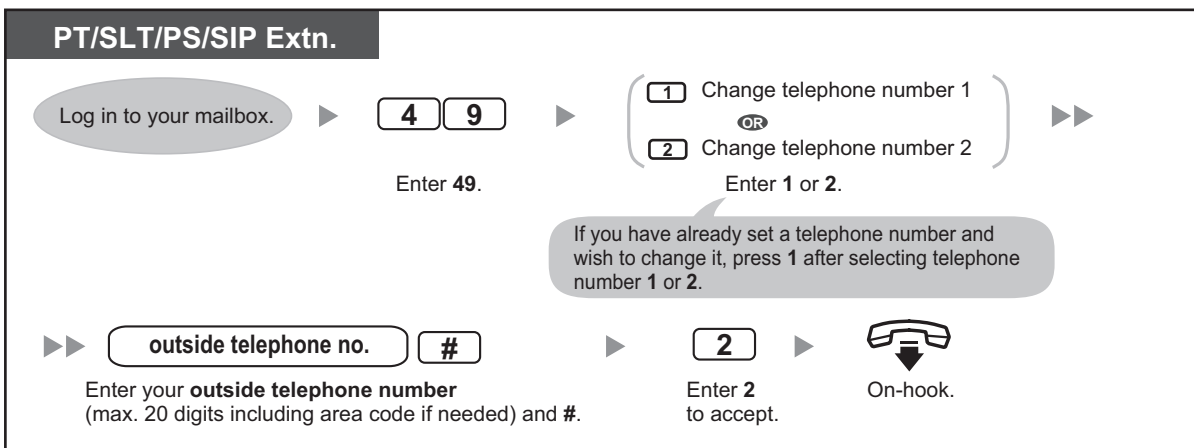 PT/SLT/PS/SIP Extn.
Log in to your mailbox.
4 9
Enter 49.
1 Change telephone number 1
OR
2 Change telephone number 2
Enter 1 or 2.
If you have already set a telephone number and
wish to change it, press 1 after selecting telephone
number 1 or 2.
outside telephone no. #
Enter your outside telephone number
(max. 20 digits including area code if needed) and #.
2
Enter 2
to accept.
On-hook.